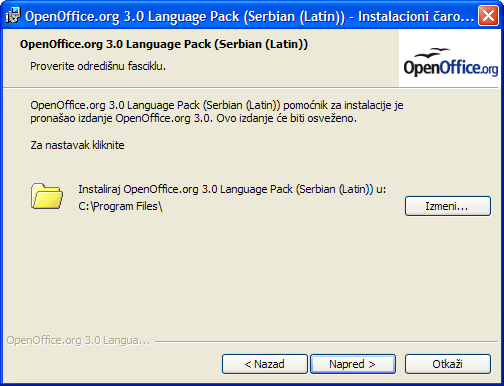 OpenOffice.org 3.0 Language Pack (Serbian (Latin)) - Instalacioni čaro...
OpenOffice.org 3.0 Language Pack (Serbian (Latin))
Proverite odredišnu fasciklu.
OpenOffice.org
OpenOffice.org 3.0 Language Pack (Serbian (Latin)) pomoćnik za instalacije je
pronašao izdanje OpenOffice.org 3.0. Ovo izdanje će biti osveženo.
Za nastavak kliknite
Instaliraj OpenOffice.org 3.0 Language Pack (Serbian (Latin)) u:
C:\Program Files\
Izmeni...
OpenOffice.org 3.0 Langua...
< Nazad
Napred >
Otkaži